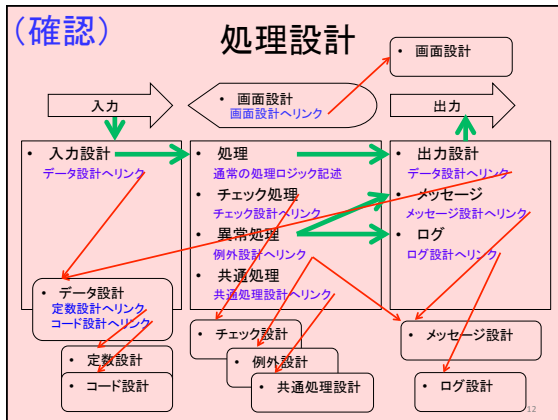 （確認）
処理設計
• 画面設計
入力
• 画面設計
画面設計へリンク
出力
• 入力設計
データ設計へリンク
• 処理
通常の処理ロジック記述
• チェック処理
チェック設計へリンク
• 異常処理
例外設計へリンク
• 共通処理
共通処理設計へリンク
• 出力設計
データ設計へリンク
• メッセージ
メッセージ設計へリンク
• ログ
ログ設計へリンク
• データ設計
定数設計へリンク
コード設計へリンク
• 定数設計
• コード設計
• チェック設計
• 例外設計
• 共通処理設計
• メッセージ設計
• ログ設計
12